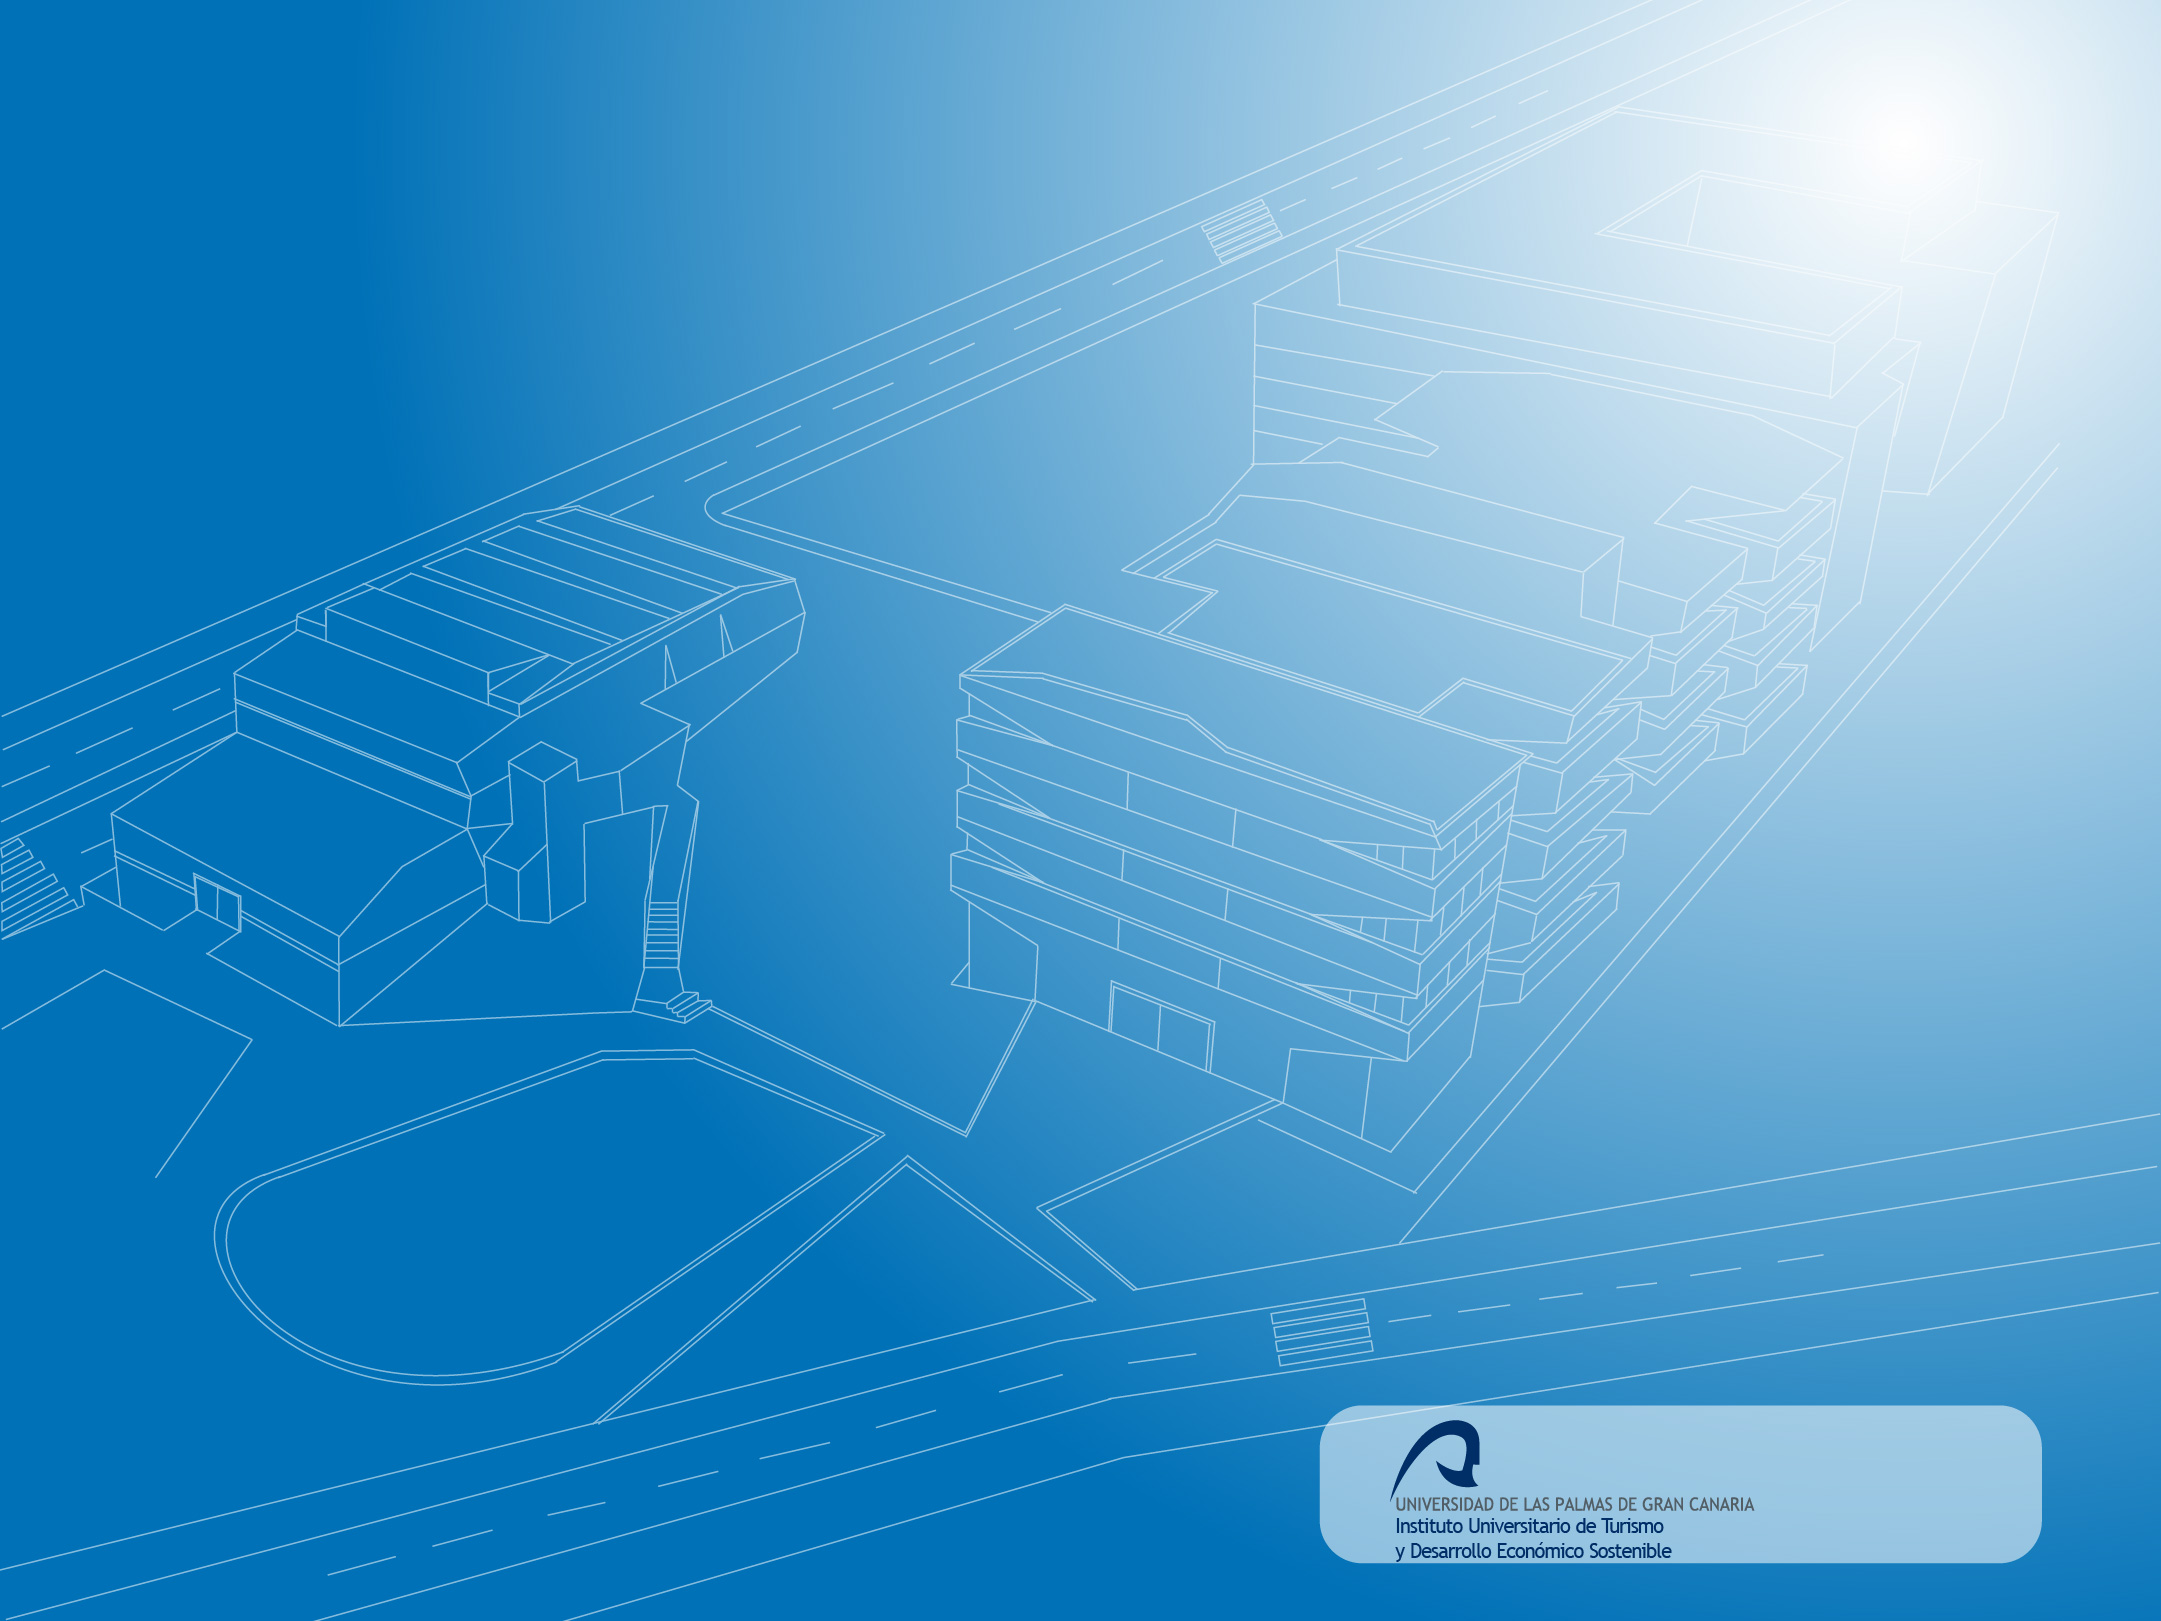 UNIVERSIDAD DE LAS PALMAS DE GRAN CANARIA
Instituto Universitario de Turismo
y Desarrollo Económico Sostenible